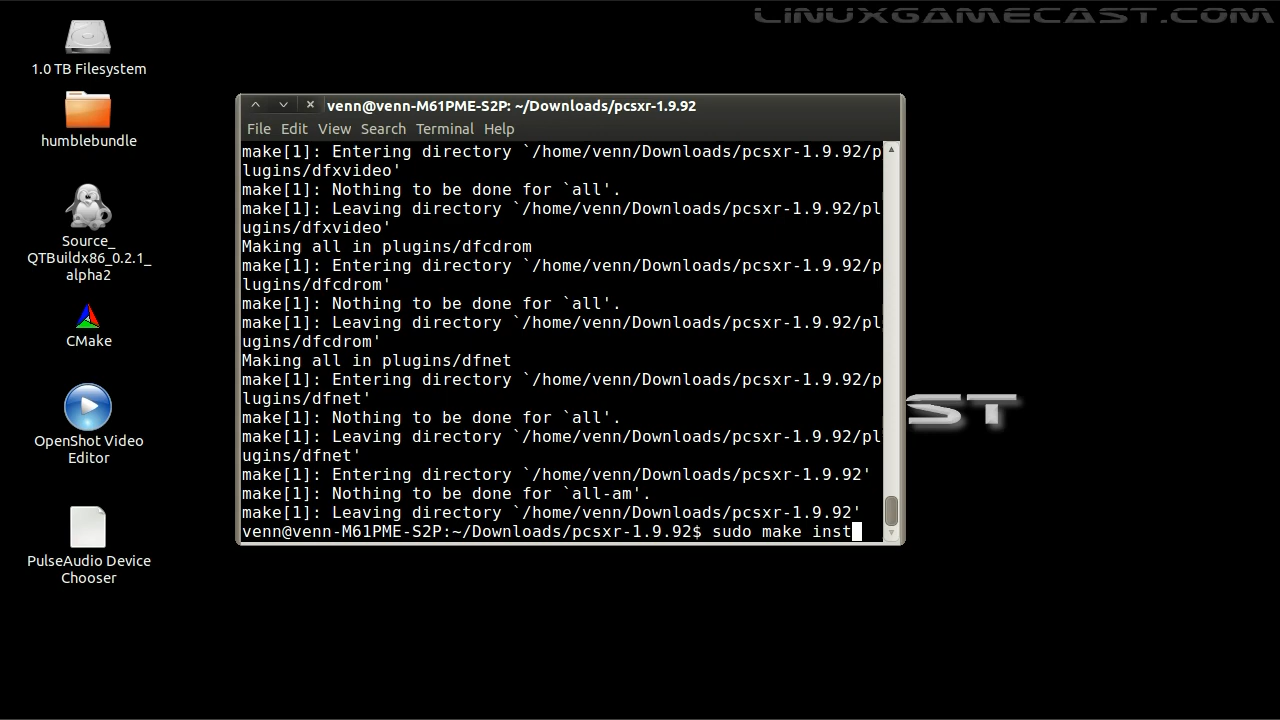 LINUXGAMECAST.COM
1.0 TB Filesystem
humblebundle
Source_
QTBuildx86_0.2.1_
alpha2
CMake
OpenShot Video
Editor
PulseAudio Device
Chooser
venn@venn-M61PME-S2P: ~/Downloads/pcsxr-1.9.92
File Edit View Search Terminal Help
make[1]: Entering directory `/home/venn/Downloads/pcsxr-1.9.92/p
lugins/dfxvideo'
make[1]: Nothing to be done for `all'.
make[1]: Leaving directory `/home/venn/Downloads/pcsxr-1.9.92/pl
ugins/dfxvideo'
Making all in plugins/dfcdrom
make[1]: Entering directory `/home/venn/Downloads/pcsxr-1.9.92/p
lugins/dfcdrom'
make[1]: Nothing to be done for `all'.
make[1]: Leaving directory `/home/venn/Downloads/pcsxr-1.9.92/pl
ugins/dfcdrom'
Making all in plugins/dfnet
make[1]: Entering directory `/home/venn/Downloads/pcsxr-1.9.92/p
lugins/dfnet'
make[1]: Nothing to be done for `all'.
make[1]: Leaving directory `/home/venn/Downloads/pcsxr-1.9.92/pl
ugins/dfnet'
make[1]: Entering directory `/home/venn/Downloads/pcsxr-1.9.92'
make[1]: Nothing to be done for `all-am'.
make[1]: Leaving directory `/home/venn/Downloads/pcsxr-1.9.92'
venn@venn-M61PME-S2P:~/Downloads/pcsxr-1.9.92$ sudo make inst
ST